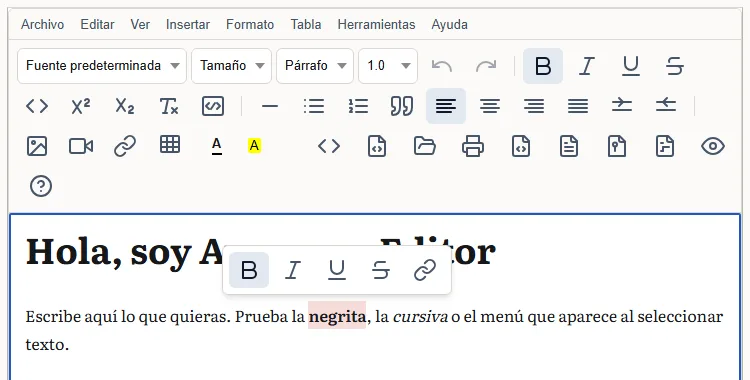 Archivo Editar Ver Insertar Formato Tabla Herramientas Ayuda
Fuente predeterminada Tamaño Párrafo 1.0
Hola, soy A Editor
Escribe aquí lo que quieras. Prueba la negrita, la cursiva o el menú que aparece al seleccionar
texto.